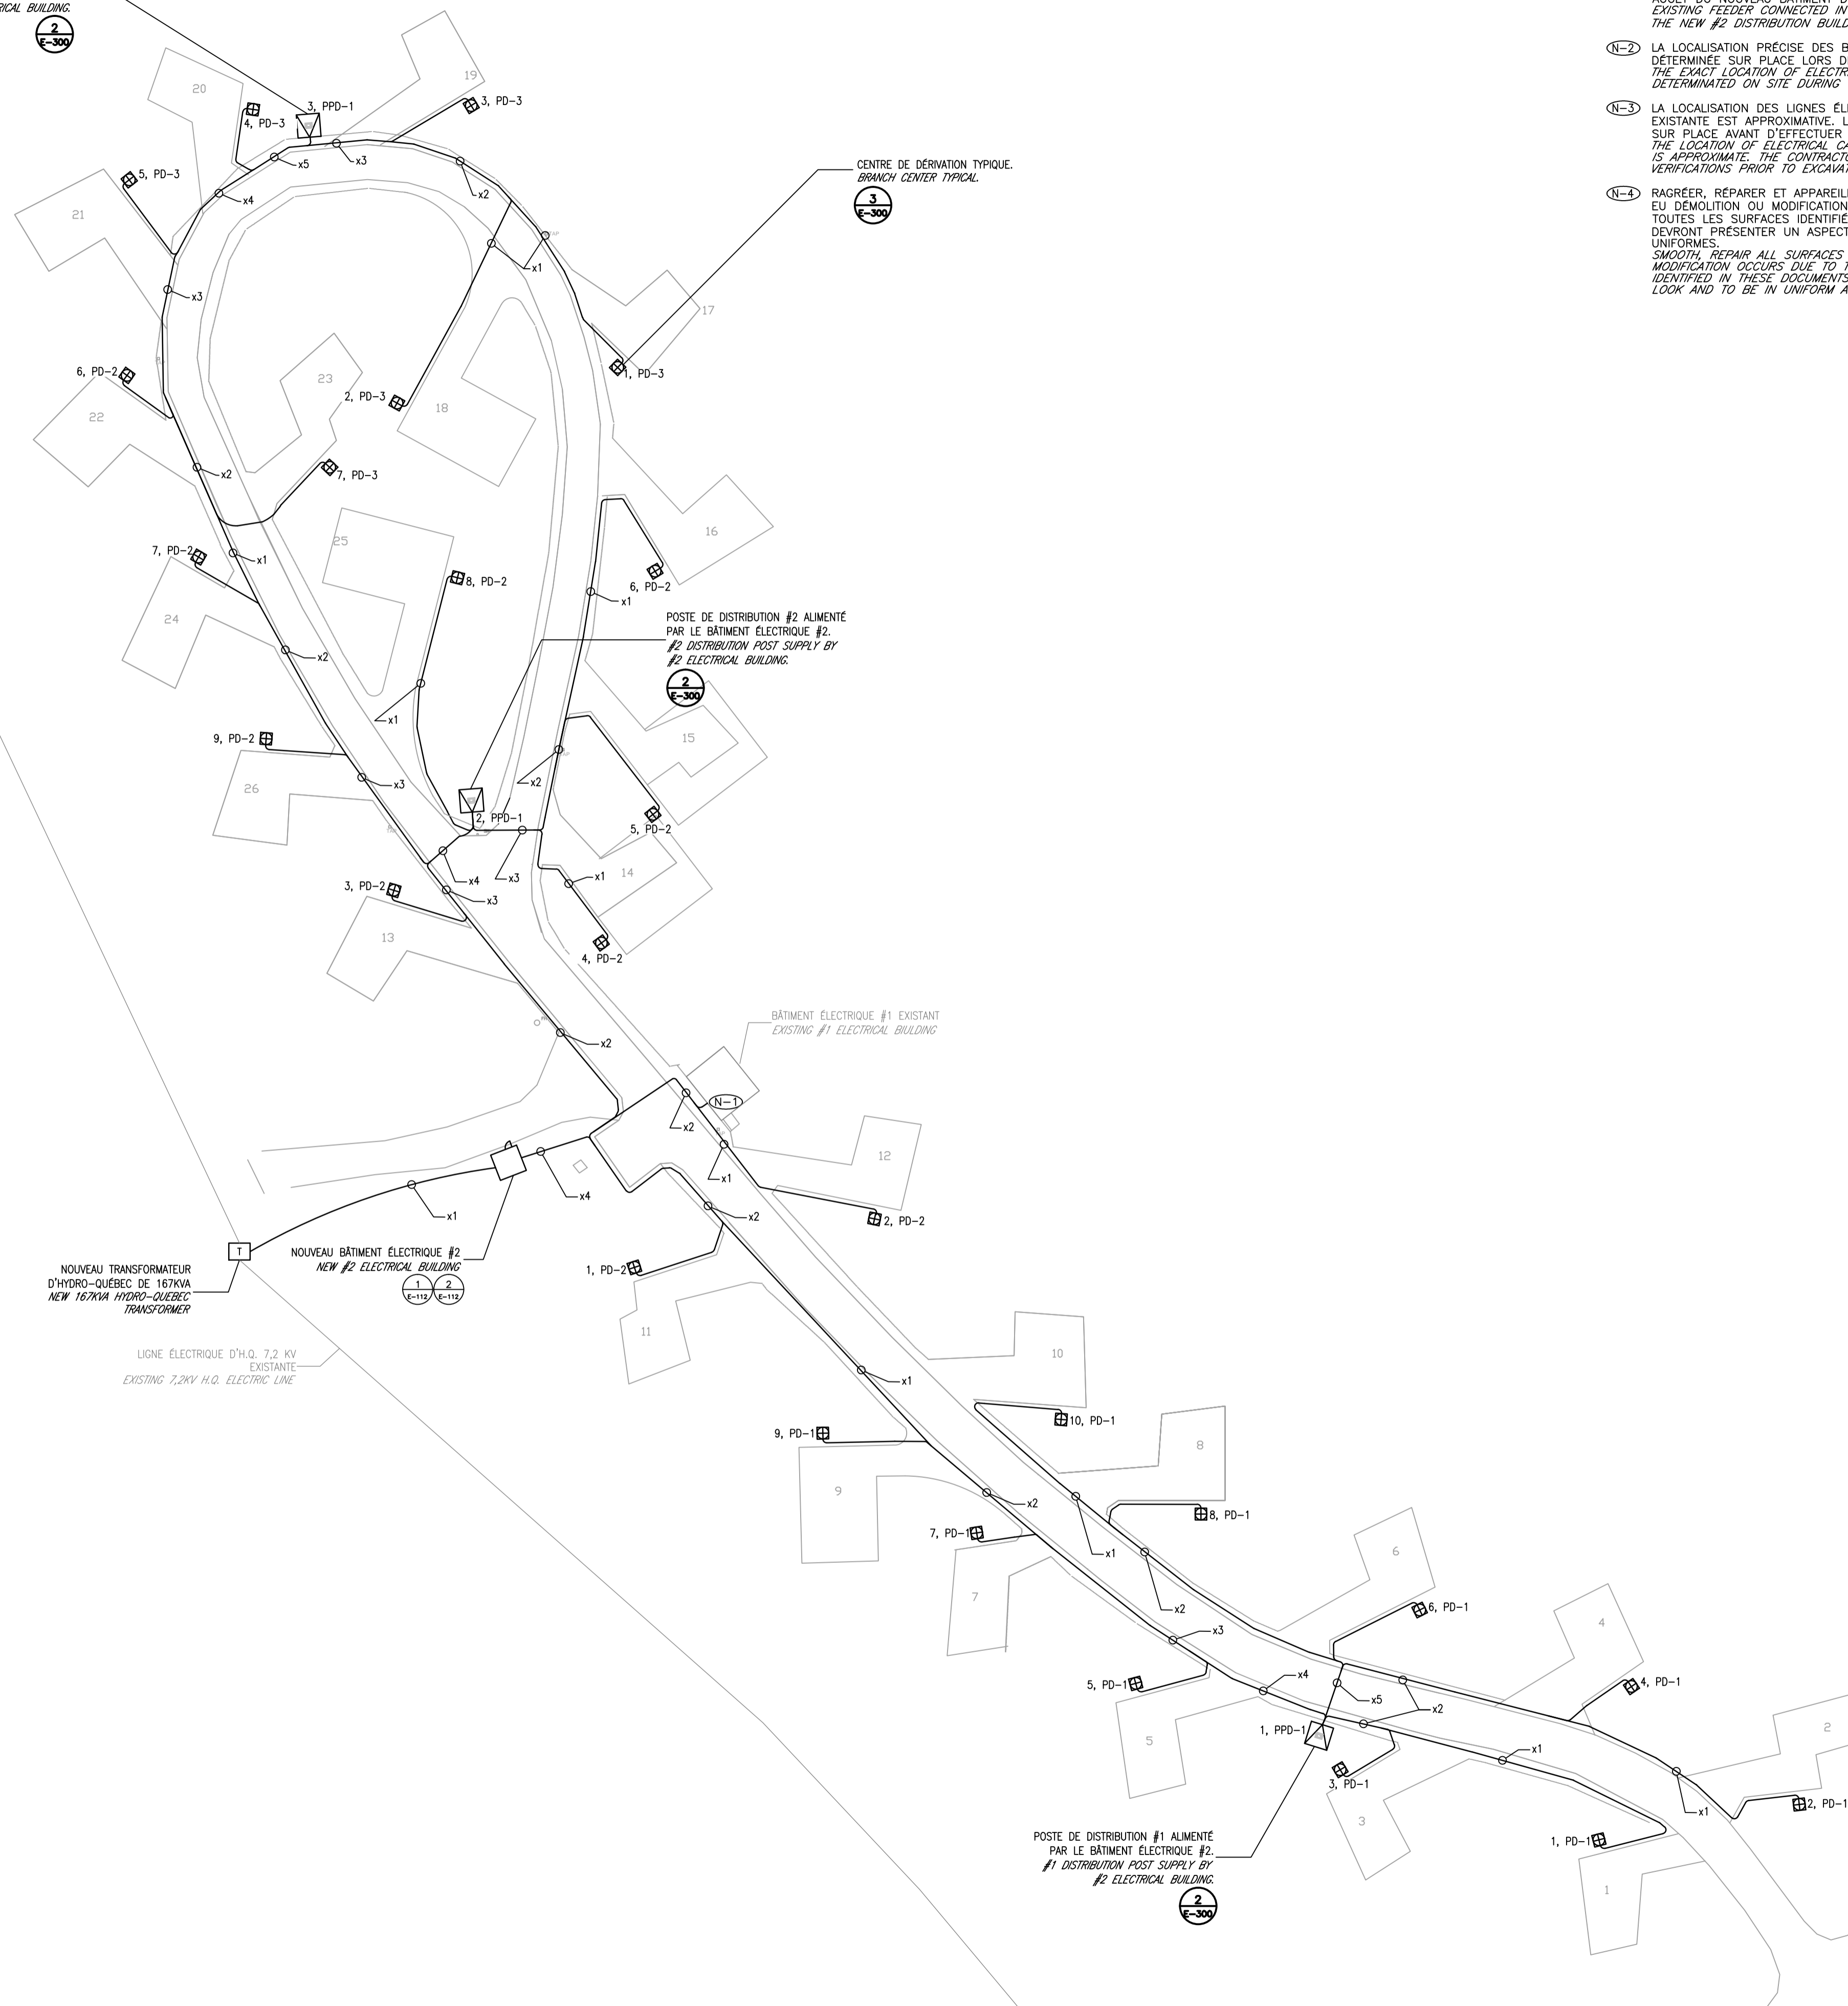 RICAL BUILDING.
2
E-300
EXISTING FEEDER CONNECTED IN
THE NEW #2 DISTRIBUTION BUILD
N-2 LA LOCALISATION PRÉCISE DES B
DÉTERMINÉE SUR PLACE LORS D
THE EXACT LOCATION OF ELECTR
DETERMINATED ON SITE DURING
N-3 LA LOCALISATION DES LIGNES ÉL
EXISTANTE EST APPROXIMATIVE. L
SUR PLACE AVANT D'EFFECTUER
THE LOCATION OF ELECTRICAL CA
IS APPROXIMATE. THE CONTRACTO
VERIFICATIONS PRIOR TO EXCAVAT
N-4 RAGRÉER, RÉPARER ET APPAREIL
EU DÉMOLITION OU MODIFICATION
TOUTES LES SURFACES IDENTIFIÉ
DEVRONT PRÉSENTER UN ASPECT
UNIFORMES.
SMOOTH, REPAIR ALL SURFACES
MODIFICATION OCCURS DUE TO T
IDENTIFIED IN THESE DOCUMENTS
LOOK AND TO BE IN UNIFORM A
20
19
3, PPD-1
3, PD-3
4, PD-3
x5
x3
x2
CENTRE DE DÉRIVATION TYPIQUE.
BRANCH CENTER TYPICAL.
3
E-300
5, PD-3
x4
21
x1
x3
17
6, PD-2
23
1, PD-3
2, PD-3
18
22
x2
7, PD-3
16
25
7, PD-2
x1
8, PD-2
6, PD-2
x1
24
POSTE DE DISTRIBUTION #2 ALIMENTÉ
PAR LE BÂTIMENT ÉLECTRIQUE #2.
#2 DISTRIBUTION POST SUPPLY BY
#2 ELECTRICAL BUILDING.
2
E-300
x2
x1
9, PD-2
15
x3
x2
26
2, PPD-1
5, PD-2
14
x4
x3
x1
3, PD-2
x3
13
4, PD-2
BÂTIMENT ÉLECTRIQUE #1 EXISTANT
EXISTING #1 ELECTRICAL BIULDING
x2
N-1
x2
12
x1
x4
x1
x2
2, PD-2
NOUVEAU BÂTIMENT ÉLECTRIQUE #2
NEW #2 ELECTRICAL BUILDING
1
E-112
2
E-112
T
NOUVEAU TRANSFORMATEUR
D'HYDRO-QUÉBEC DE 167KVA
NEW 167KVA HYDRO-QUEBEC
TRANSFORMER
1, PD-2
11
LIGNE ÉLECTRIQUE D'H.Q. 7,2 KV
EXISTANTE
EXISTING 7,2KV H.Q. ELECTRIC LINE
10
x1
10, PD-1
9, PD-1
8
9
x2
8, PD-1
7, PD-1
x1
6
7
x2
6, PD-1
4
x3
5, PD-1
x4
4, PD-1
x5
x2
2
1, PPD-1
5
x1
3, PD-1
x1
2, PD-1
3
1, PD-1
POSTE DE DISTRIBUTION #1 ALIMENTÉ
PAR LE BÂTIMENT ÉLECTRIQUE #2.
#1 DISTRIBUTION POST SUPPLY BY
#2 ELECTRICAL BUILDING.
2
E-300
1